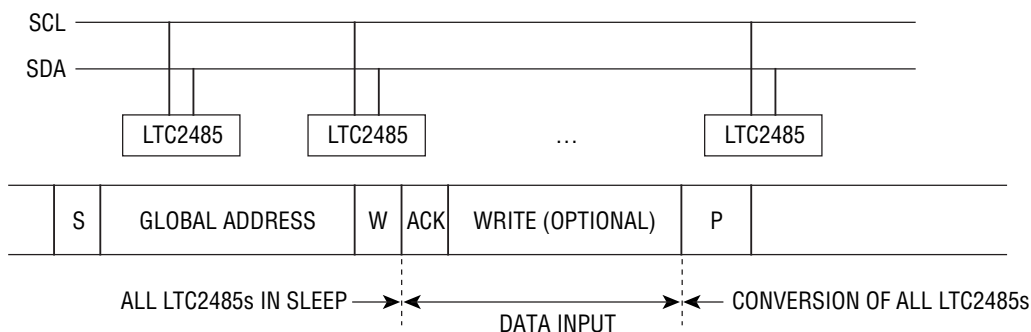 SCL
SDA
LTC2485 LTC2485 … LTC2485
S GLOBAL ADDRESS W ACK WRITE (OPTIONAL) P
ALL LTC2485s IN SLEEP CONVERSION OF ALL LTC2485s
DATA INPUT